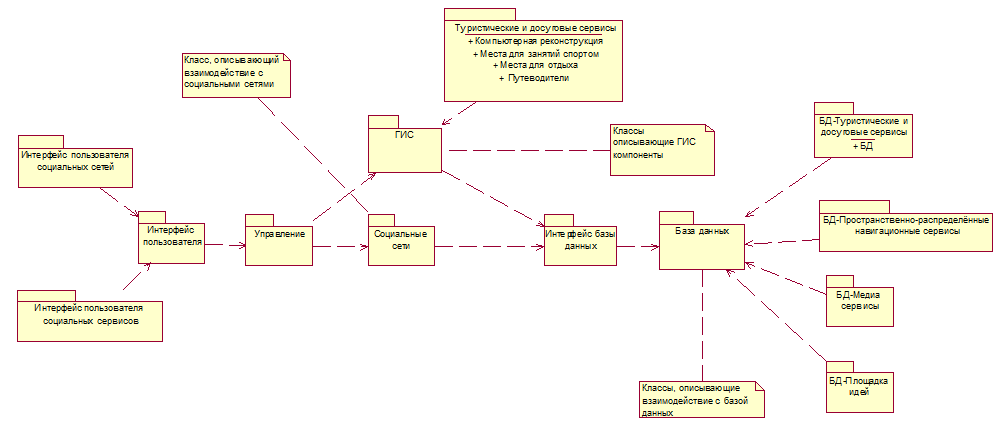 Туристические и досуговые сервисы
+ Компьютерная реконструкция
+ Места для занятий спортом
+ Места для отдыха
+ Путеводители
Класс, описывающий
взаимодействие с
социальными сетями
ГИС
Классы
описывающие ГИС
компоненты
БД-Туристические и
досуговые сервисы
+ БД
Интерфейс пользователя
социальных сетей
Интерфейс
пользователя
Управление
Социальные
сети
Интерфейс базы
данных
База данных
БД-Пространственно-распределённые
навигационные сервисы
Интерфейс пользователя
социальных сервисов
БД-Медиа
сервисы
БД-Площадка
идей
Классы, описывающие
взаимодействие с базой
данных